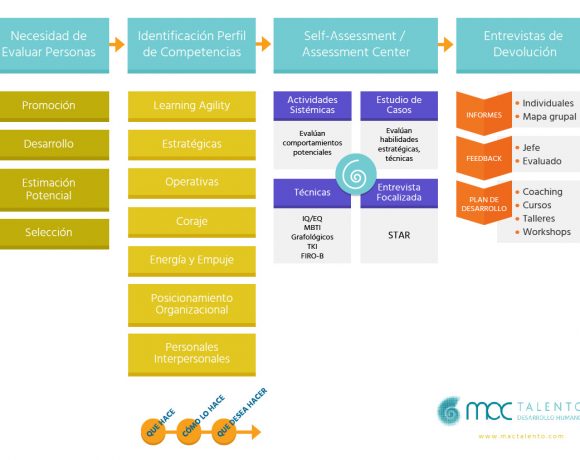 Necesidad de
Evaluar Personas
Identificación Perfil
de Competencias
Self-Assessment /
Assessment Center
Entrevistas de
Devolución
Promoción
Desarrollo
Estimación
Potencial
Selección
Learning Agility
Estratégicas
Operativas
Coraje
Energía y Empuje
Posicionamiento
Organizacional
Personales
Interpersonales
Actividades
Sistémicas
Evalúan
comportamientos
potenciales
Estudio de
Casos
Evalúan
habilidades
estratégicas,
técnicas
Técnicas
IQ/EQ
MBTI
Grafológicos
TKI
FIRO-B
Entrevista
Focalizada
STAR
INFORMES
• Individuales
• Mapa grupal
FEEDBACK
• Jefe
• Evaluado
PLAN DE
DESARROLLO
• Coaching
• Cursos
• Talleres
• Workshops
QUE HACE
CÓMO LO HACE
QUE DESEA HACER
moc TALENTO
DESARROLLO HUMANO
www.mactalento.com